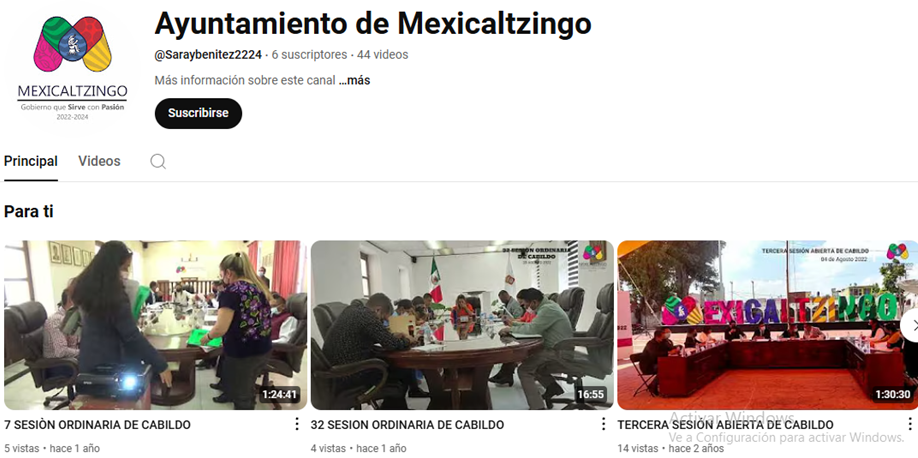 Ayuntamiento de Mexicaltzingo
@Saraybenitez2224 · 6 suscriptores · 44 videos
Más información sobre este canal ...más
Suscribirse
MEXICALTZINGO
Gobierno que Sirve con Pasión
2022-2024
Principal Videos
Para ti
1:24:41
32 SESIÓN ORDINARIA
DE CABILDO
16:55
TERCERA SESIÓN ABIERTA DE CABILDO
04 de Agosto 2022
MEXICALTZINGO
2022
1:30:30
7 SESIÒN ORDINARIA DE CABILDO
5 vistas · hace 1 año
32 SESION ORDINARIA DE CABILDO
4 vistas · hace 1 año
TERCERA SESIÓN ABIERTA DE CABILDO
14 vistas · hace 2 años
Activar Windows
Ve a Configuración para activar Windows.